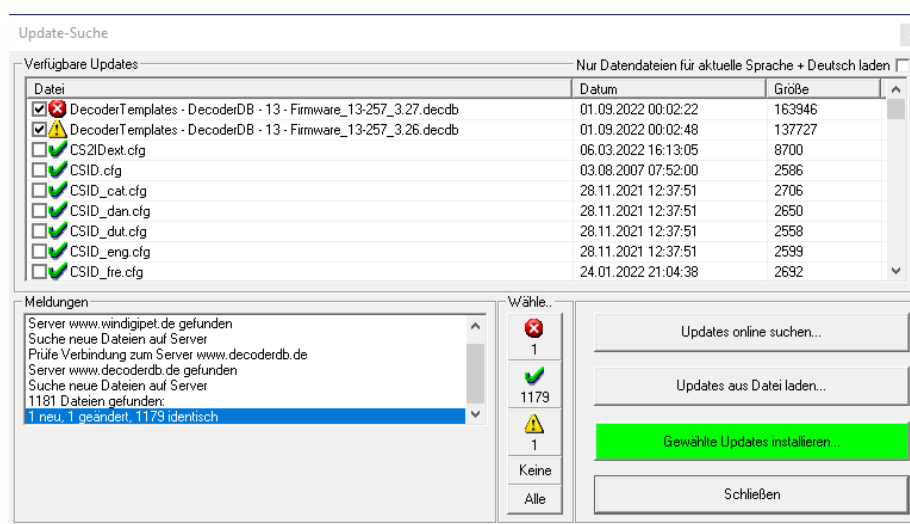 Update-Suche
Verfügbare Updates
Nur Datendateien für aktuelle Sprache + Deutsch laden
Datei Datum Größe
DecoderTemplates - DecoderDB - 13 - Firmware_13-257_3.27.decdb 01.09.2022 00:02:22 163946
DecoderTemplates - DecoderDB - 13 - Firmware_13-257_3.26.decdb 01.09.2022 00:02:48 137727
CS2IDext.cfg 06.03.2022 16:13:05 8700
CSID.cfg 03.08.2007 07:52:00 2586
CSID_cat.cfg 28.11.2021 12:37:51 2706
CSID_dan.cfg 28.11.2021 12:37:51 2650
CSID_dut.cfg 28.11.2021 12:37:51 2558
CSID_eng.cfg 28.11.2021 12:37:51 2599
CSID_fre.cfg 24.01.2022 21:04:38 2692
Meldungen
Server www.windigipet.de gefunden
Suche neue Dateien auf Server
Prüfe Verbindung zum Server www.decoderdb.de
Server www.decoderdb.de gefunden
Suche neue Dateien auf Server
1181 Dateien gefunden:
1 neu, 1 geändert, 1179 identisch
Wähle..
1
1179
1
Keine
Alle
Updates online suchen...
Updates aus Datei laden...
Gewählte Updates installieren...
Schließen